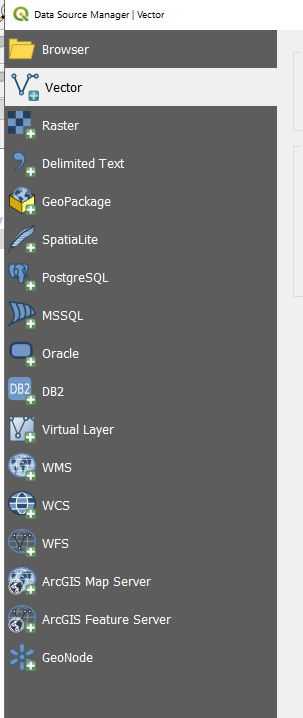 Data Source Manager | Vector
Browser
Vector
Raster
Delimited Text
GeoPackage
SpatiaLite
PostgreSQL
MSSQL
Oracle
DB2 DB2
Virtual Layer
WMS
WCS
WFS
ArcGIS Map Server
ArcGIS Feature Server
GeoNode